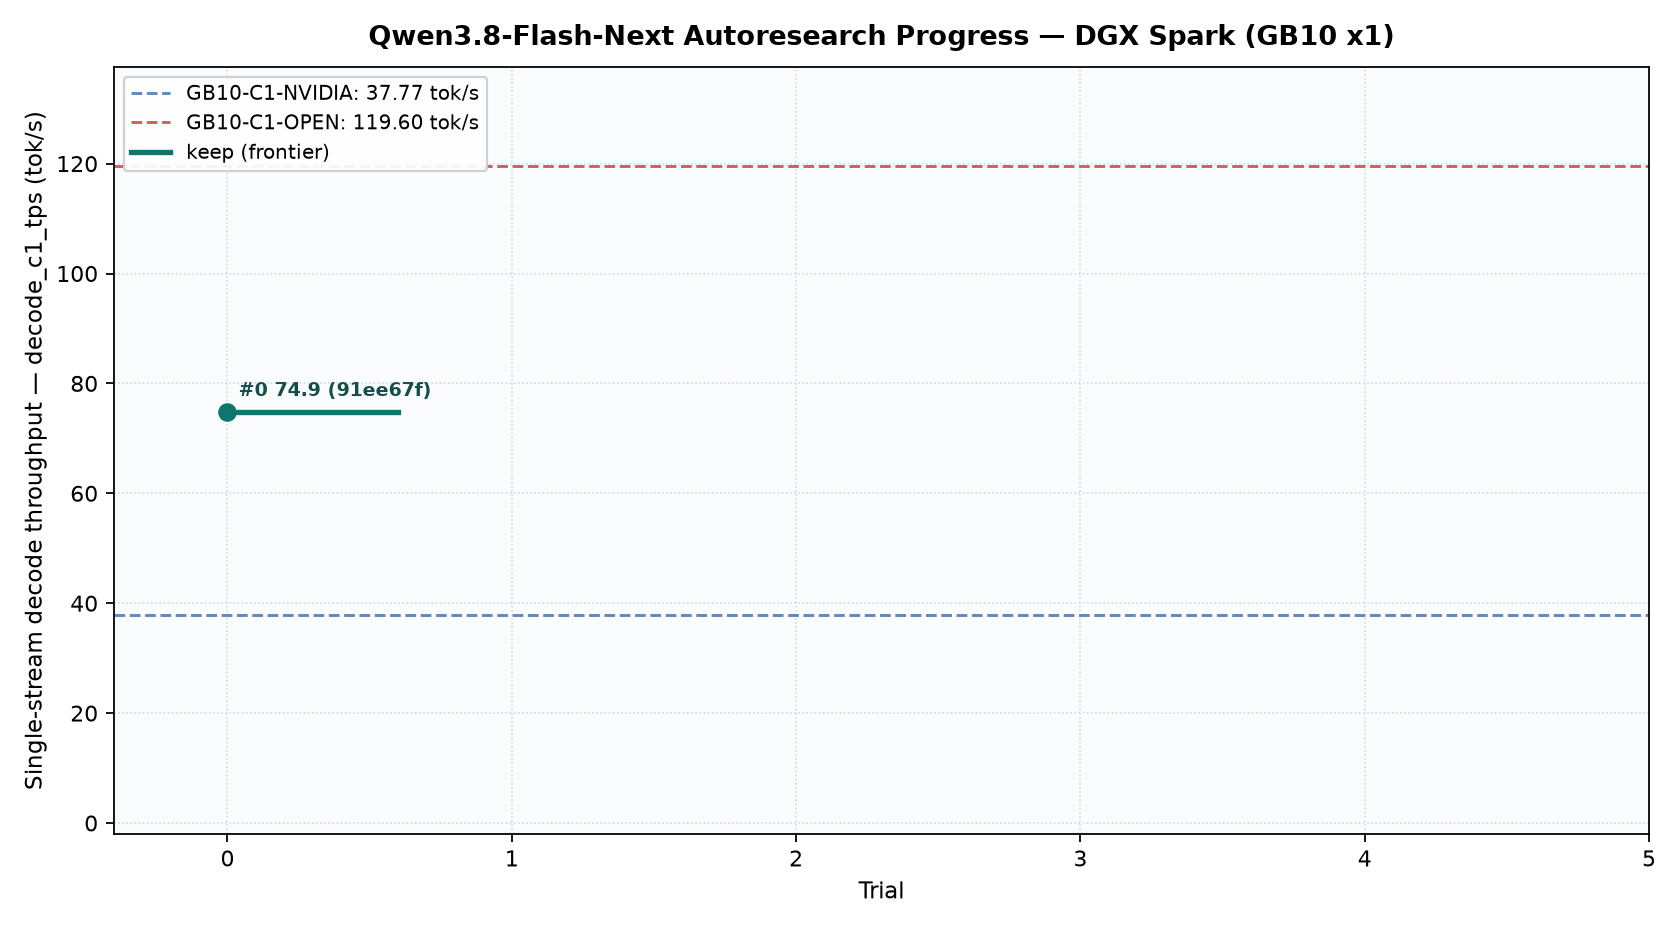 Qwen3.8-Flash-Next Autoresearch Progress — DGX Spark (GB10 x1)
GB10-C1-NVIDIA: 37.77 tok/s
GB10-C1-OPEN: 119.60 tok/s
keep (frontier)
Single-stream decode throughput — decode_c1_tps (tok/s)
120
100
80
60
40
20
0
#0 74.9 (91ee67f)
0 1 2 3 4 5
Trial